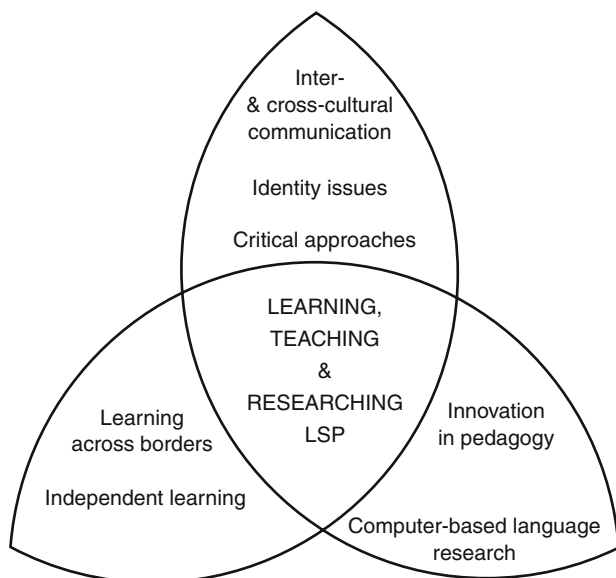 Inter-
& cross-cultural
communication
Identity issues
Critical approaches
LEARNING,
TEACHING
&
RESEARCHING
LSP
Learning
across borders
Independent learning
Innovation
in pedagogy
Computer-based language
research